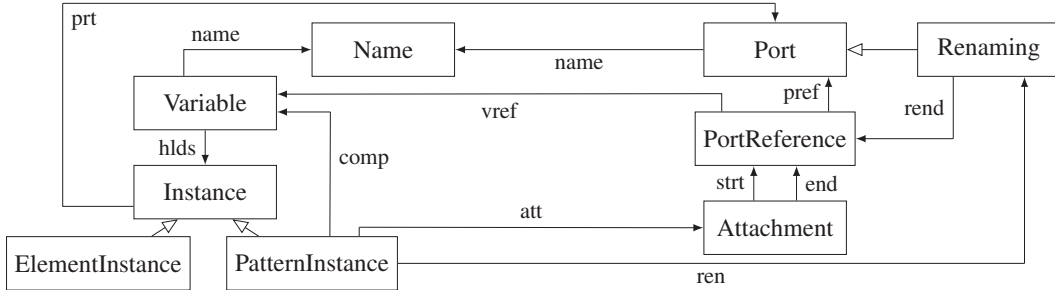 prt
name
Name
name
Port
Renaming
Variable
vref
pref
rend
hlds
comp
PortReference
Instance
strt
end
att
Attachment
ElementInstance
PatternInstance
ren